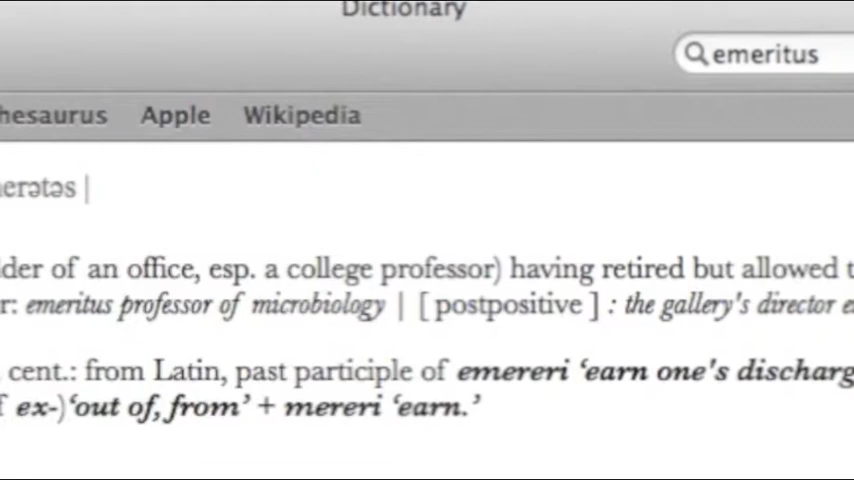 Dictionary
emeritus
hesaurus Apple Wikipedia
erətəs |
der of an office, esp. a college professor) having retired but allowed t
r: emeritus professor of microbiology | [ postpositive ] : the gallery's director e
cent.: from Latin, past participle of emereri ‘earn one's discharg
f ex-)‘out of, from’ + mereri ‘earn.’